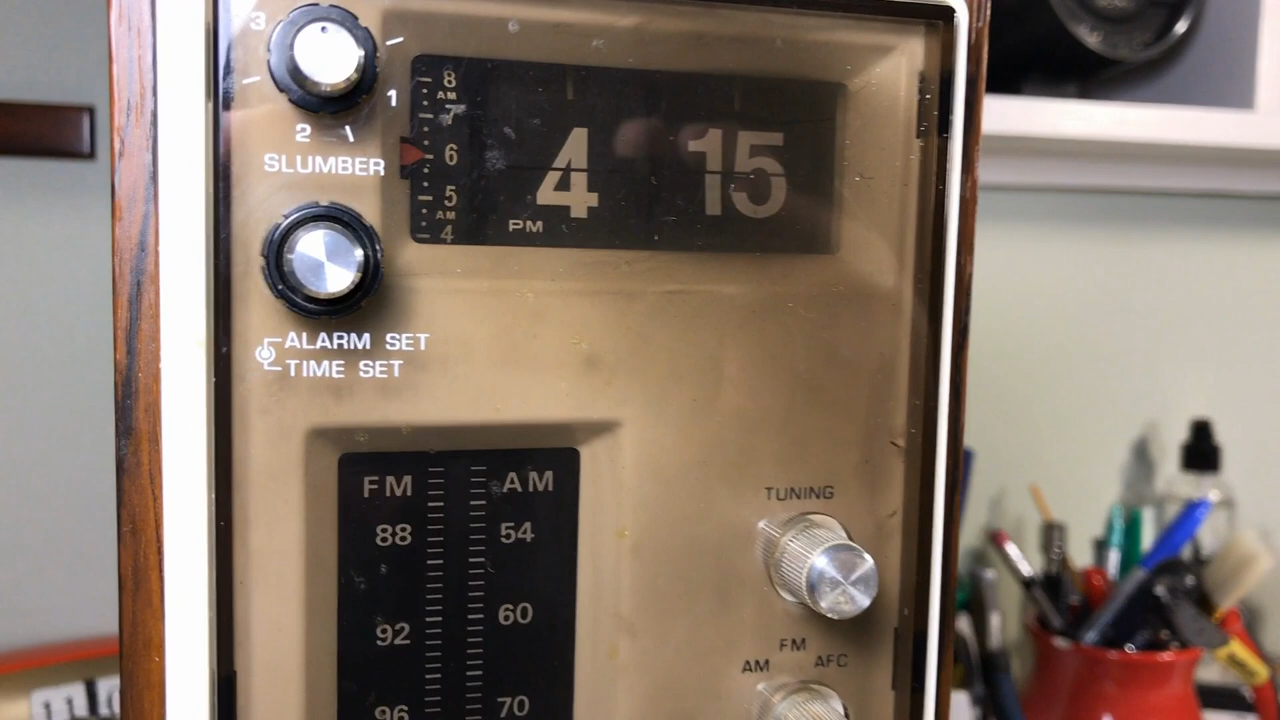 3
1
2
SLUMBER
8
AM
7
6
5
AM
4
4 15
PM
ALARM SET
TIME SET
FM AM
88 54
60
92
96 70
TUNING
FM
AM AFC